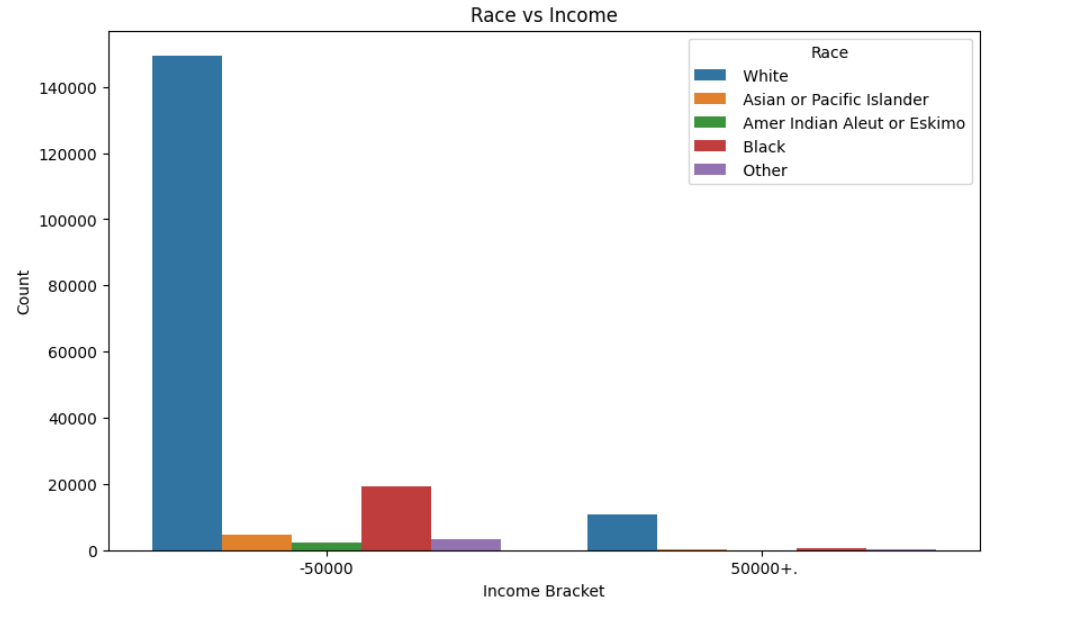 Race vs Income
Race
White
Asian or Pacific Islander
Amer Indian Aleut or Eskimo
Black
Other
Count
140000
120000
100000
80000
60000
40000
20000
0
-50000
50000+.
Income Bracket